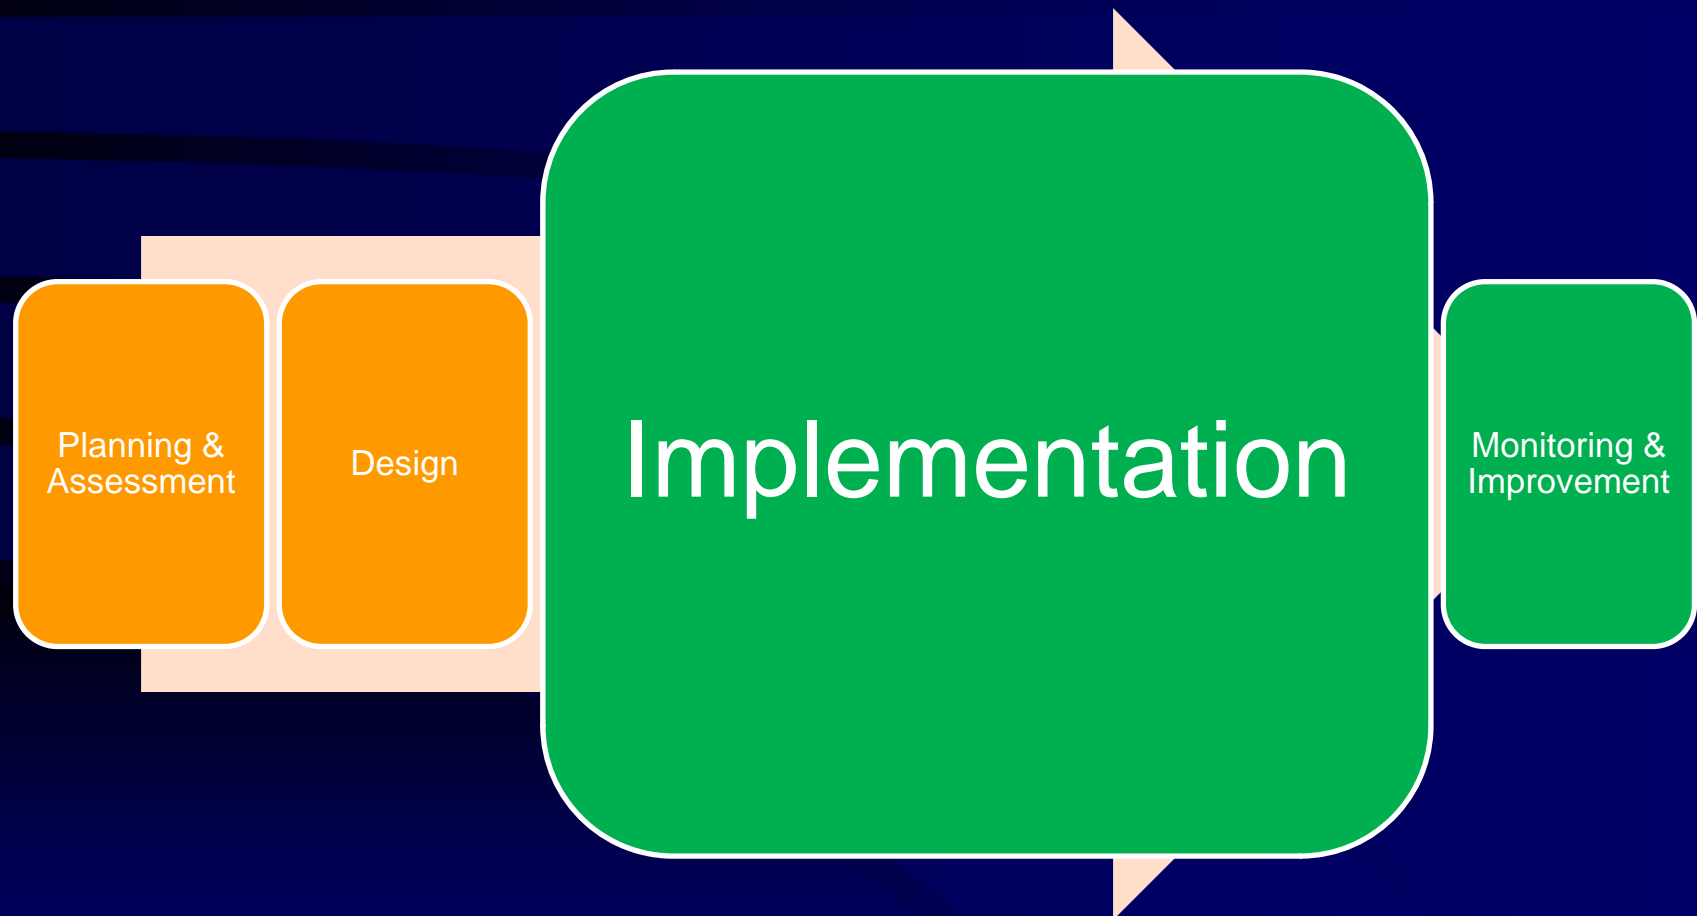 Planning &
Assessment
Design
Implementation
Monitoring &
Improvement